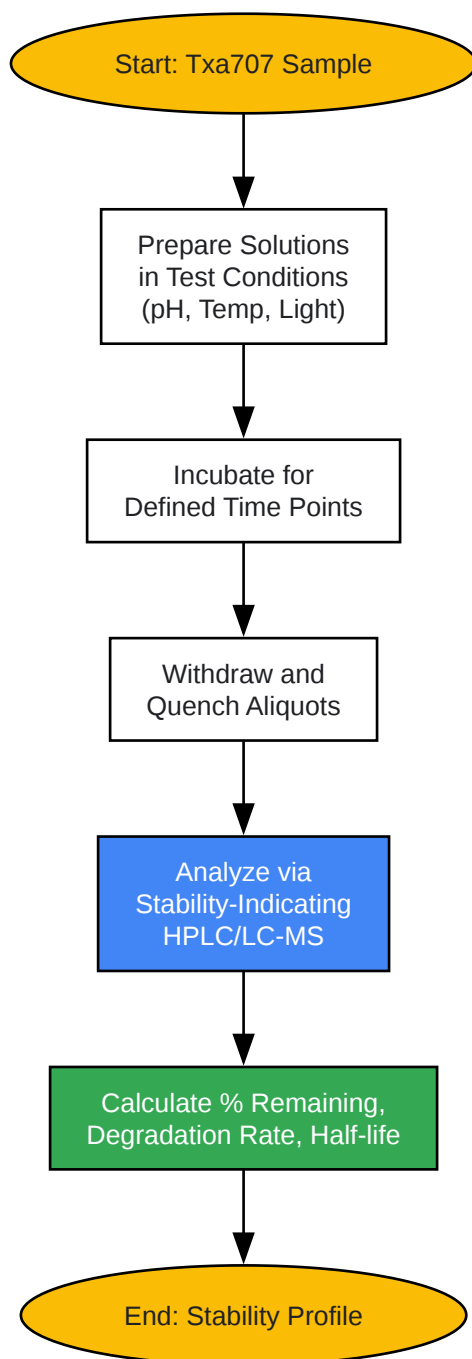 Start: Txa707 Sample
Prepare Solutions
in Test Conditions
(pH, Temp, Light)
Incubate for
Defined Time Points
Withdraw and
Quench Aliquots
Analyze via
Stability-Indicating
HPLC/LC-MS
Calculate % Remaining,
Degradation Rate, Half-life
End: Stability Profile